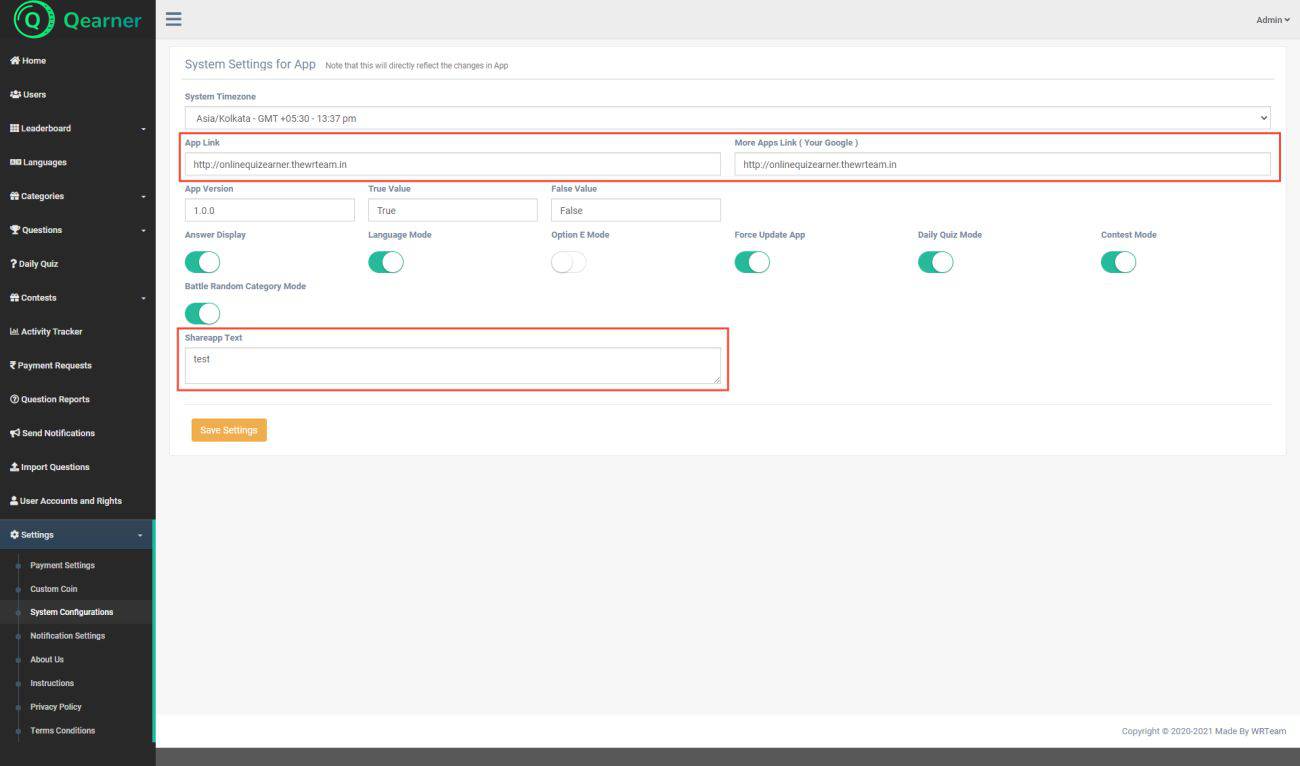 Q Qearner
Admin
Home
Users
Leaderboard
Languages
Categories
Questions
Daily Quiz
Contests
Activity Tracker
Payment Requests
Question Reports
Send Notifications
Import Questions
User Accounts and Rights
Settings
Payment Settings
Custom Coin
System Configurations
Notification Settings
About Us
Instructions
Privacy Policy
Terms Conditions
System Settings for App Note that this will directly reflect the changes in App
System Timezone
Asia/Kolkata - GMT +05:30 - 13:37 pm
App Link More Apps Link ( Your Google )
http://onlinequizearner.thewrteam.in http://onlinequizearner.thewrteam.in
App Version True Value False Value
1.0.0 True False
Answer Display Language Mode Option E Mode Force Update App Daily Quiz Mode Contest Mode
Battle Random Category Mode
Shareapp Text
test
Save Settings
Copyright © 2020-2021 Made By WRTeam